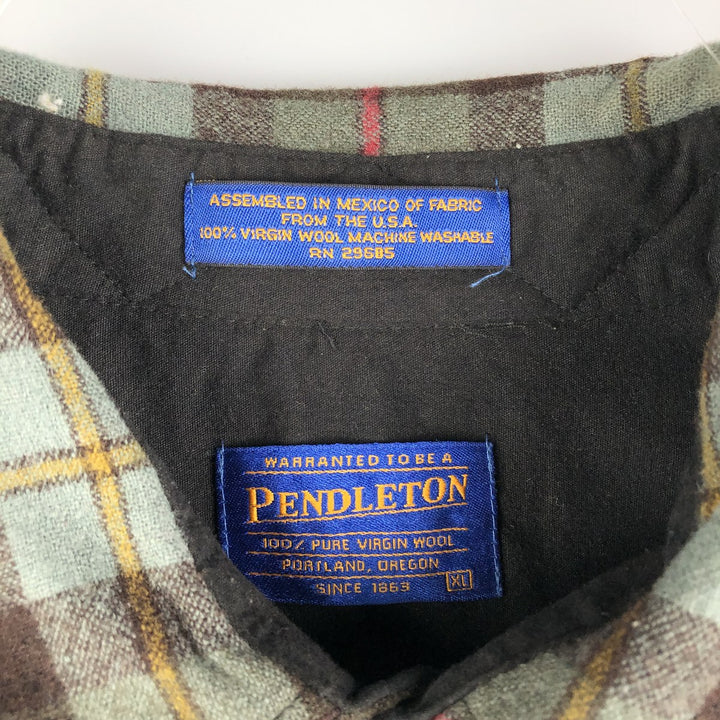 ASSEMBLED IN MEXICO OF FABRIC
FROM THE U.S.A.
100% VIRGIN WOOL MACHINE WASHABLE
RN 29685
WARRANTED TO BE A
PENDLETON
100% PURE VIRGIN WOOL
PORTLAND, OREGON
SINCE 1863 XL